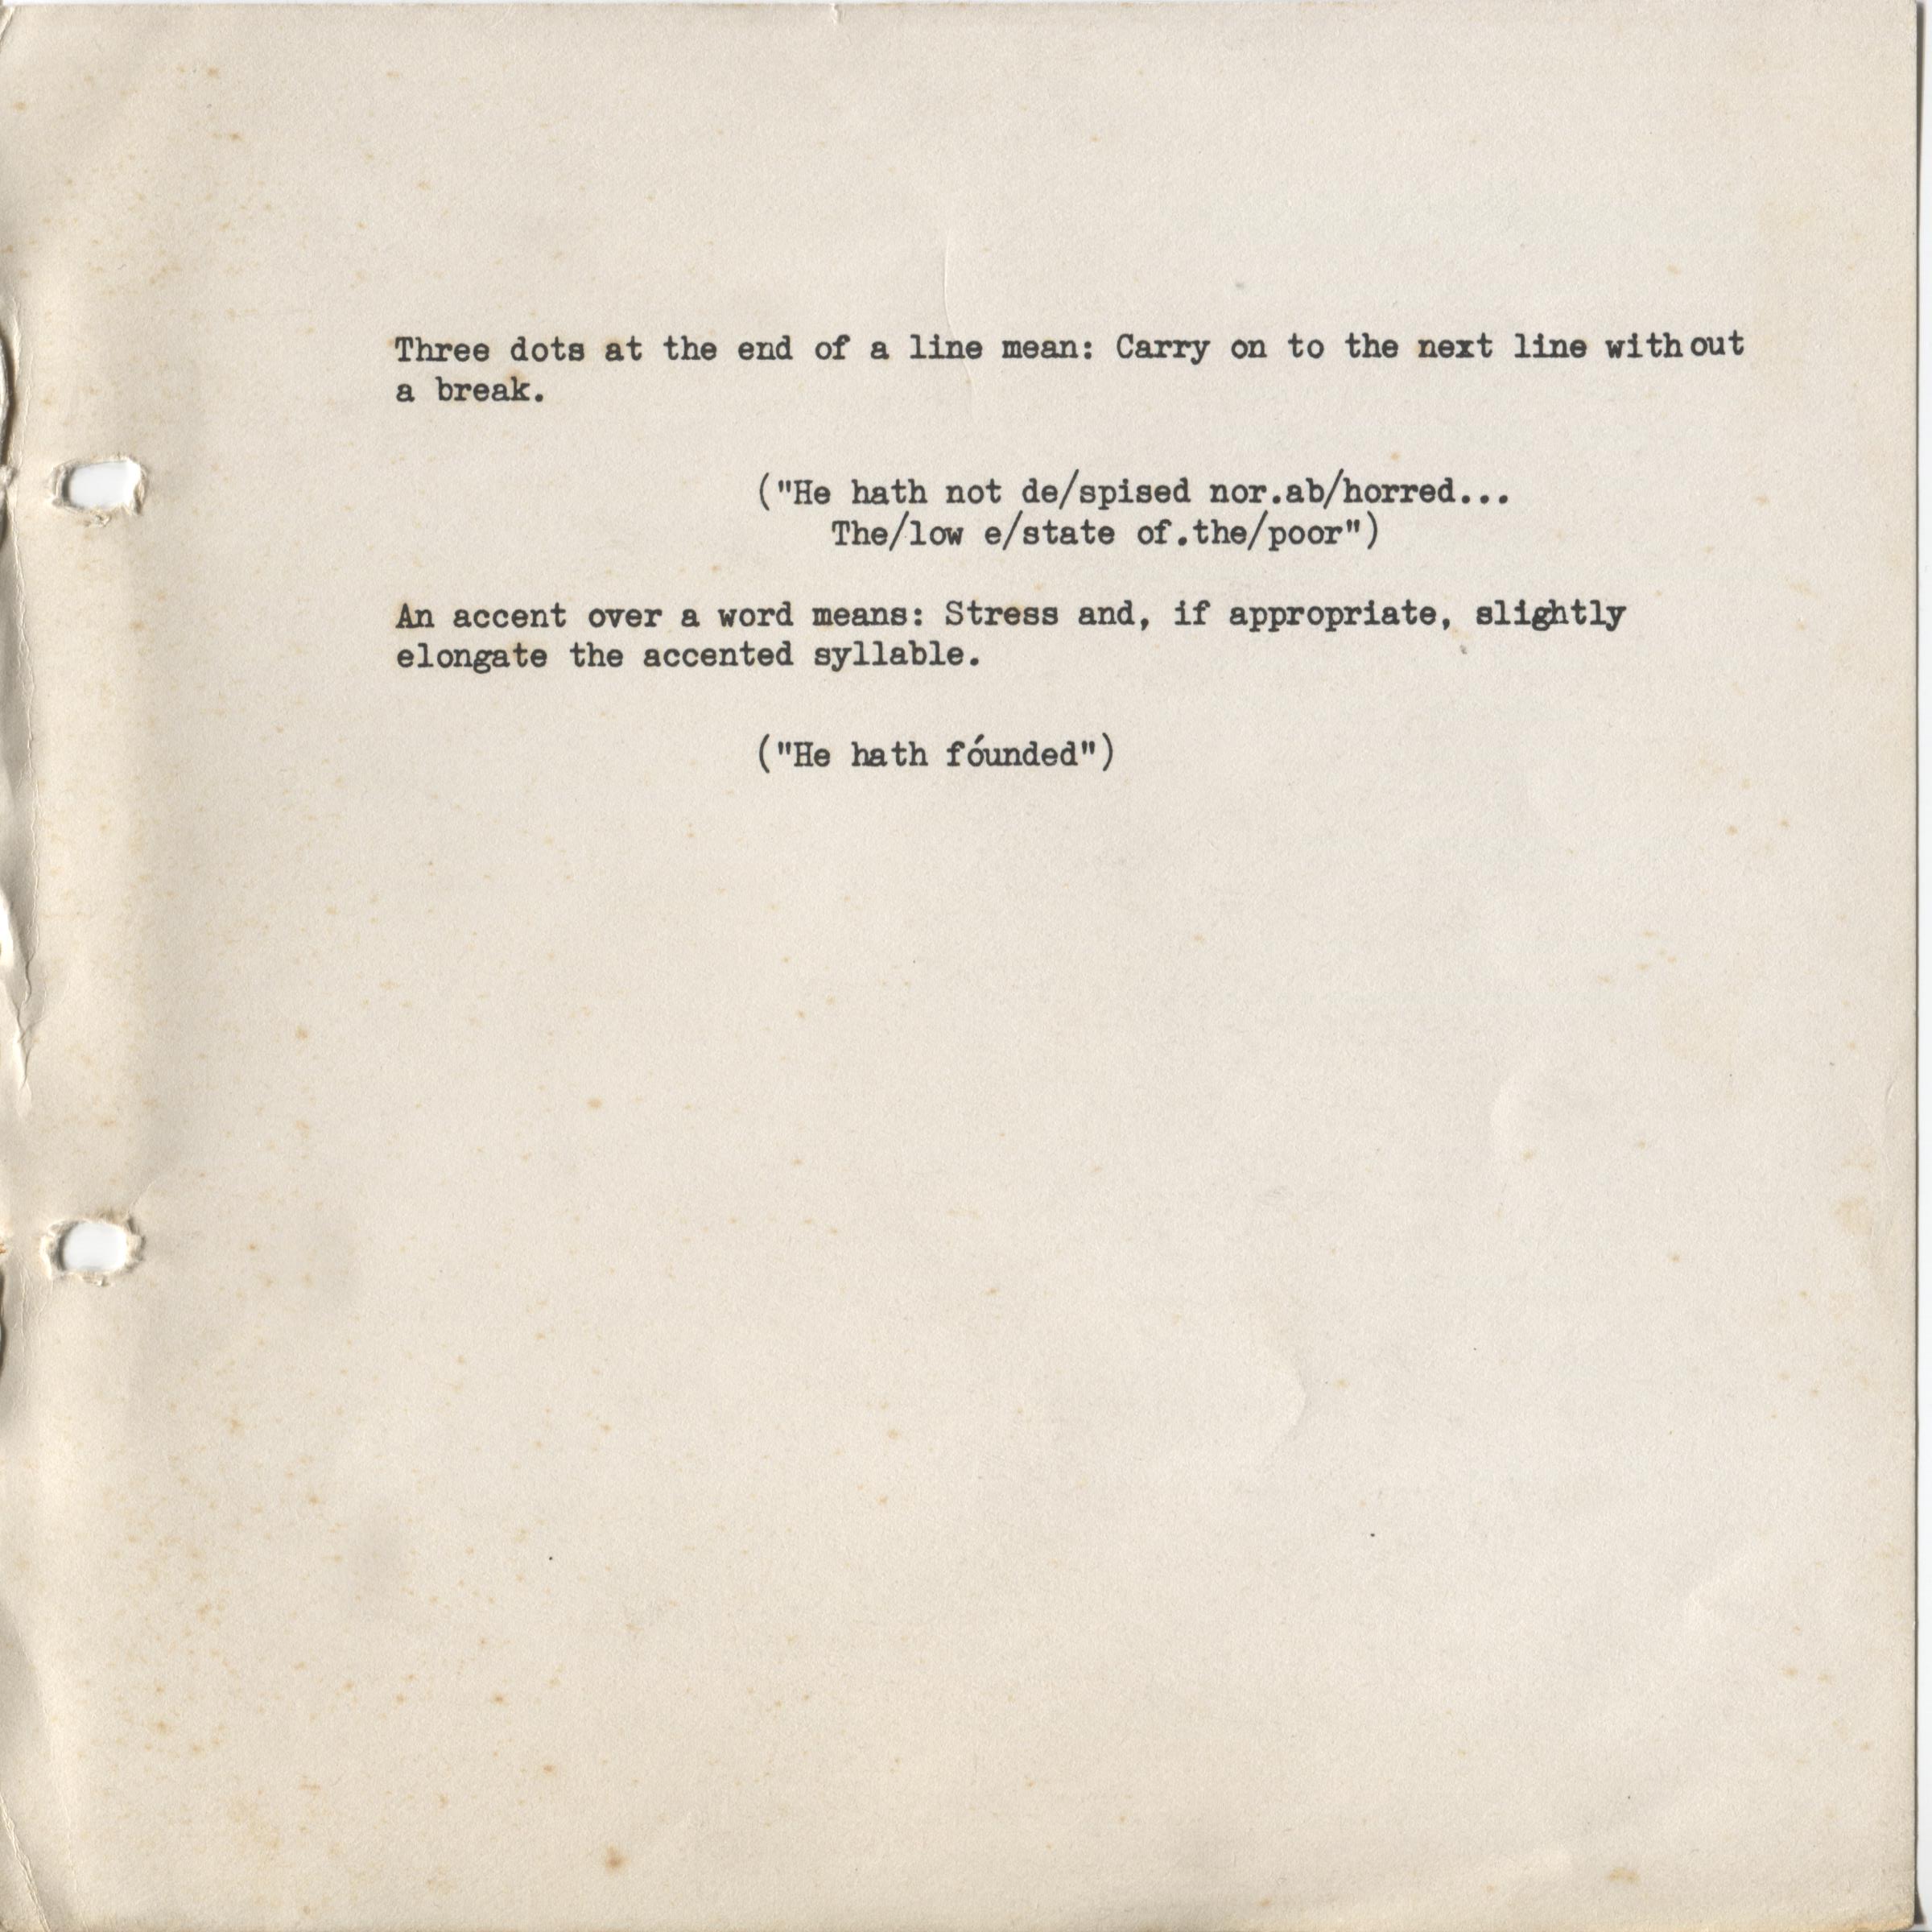 Three dots at the end of a line mean: Carry on to the next line without
a break.
("He hath not de/spised nor.ab/horred...
The/low e/state of.the/poor")
An accent over a word means: Stress and, if appropriate, slightly
elongate the accented syllable.
("He hath fóunded")